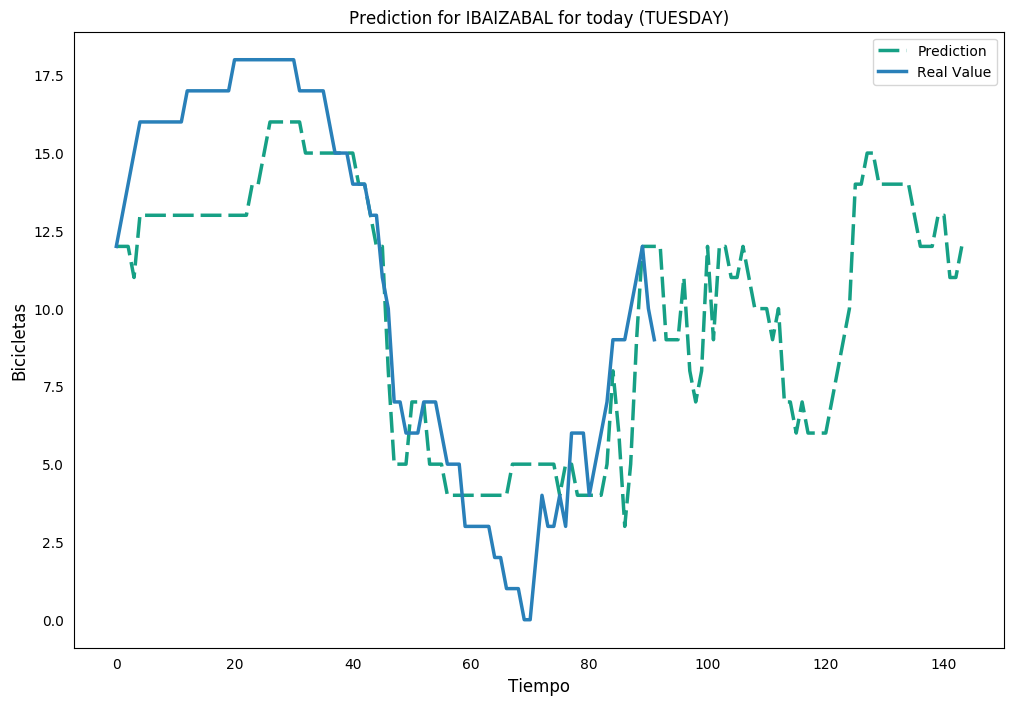 Prediction for IBAIZABAL for today (TUESDAY)
Prediction
Real Value
17.5
15.0
12.5
10.0
7.5
5.0
2.5
0.0
Bicicletas
0 20 40 60 80 100 120 140
Tiempo